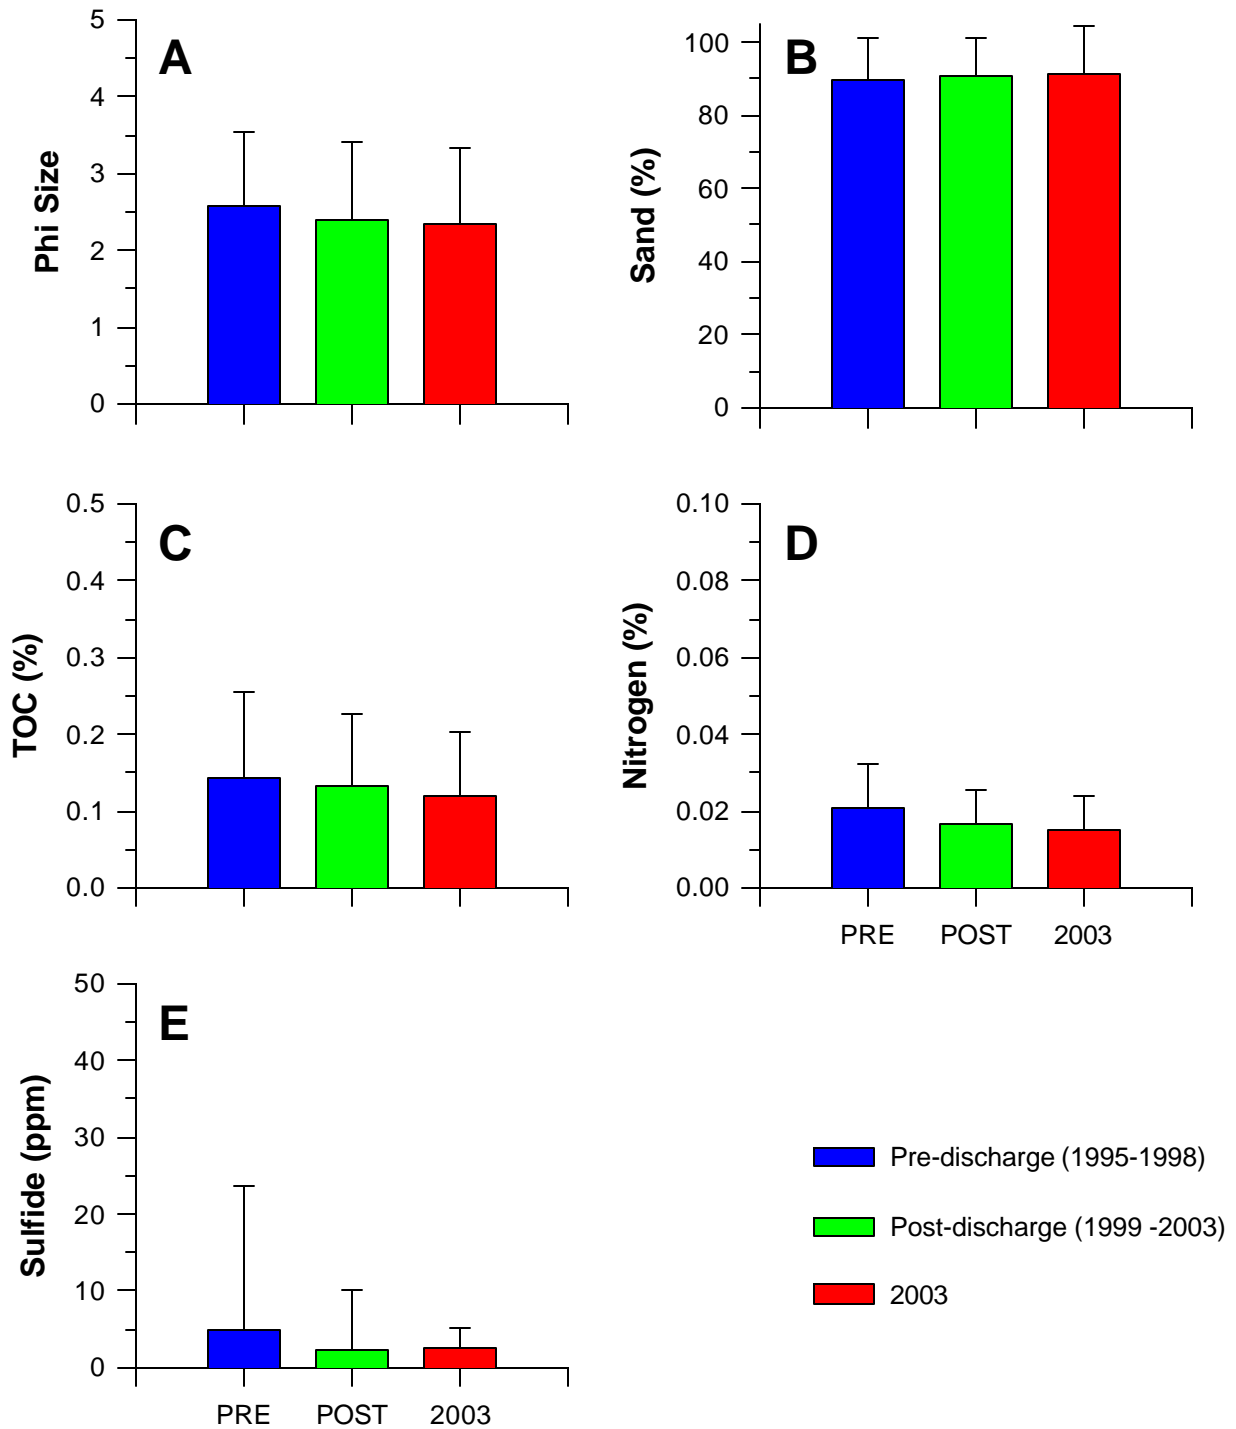 A
Phi Size
5
4
3
2
1
0
B
Sand (%)
100
80
60
40
20
0
C
TOC (%)
0.5
0.4
0.3
0.2
0.1
0.0
D
Nitrogen (%)
0.10
0.08
0.06
0.04
0.02
0.00
PRE POST 2003
E
Sulfide (ppm)
50
40
30
20
10
0
PRE POST 2003
Pre-discharge (1995-1998)
Post-discharge (1999 -2003)
2003